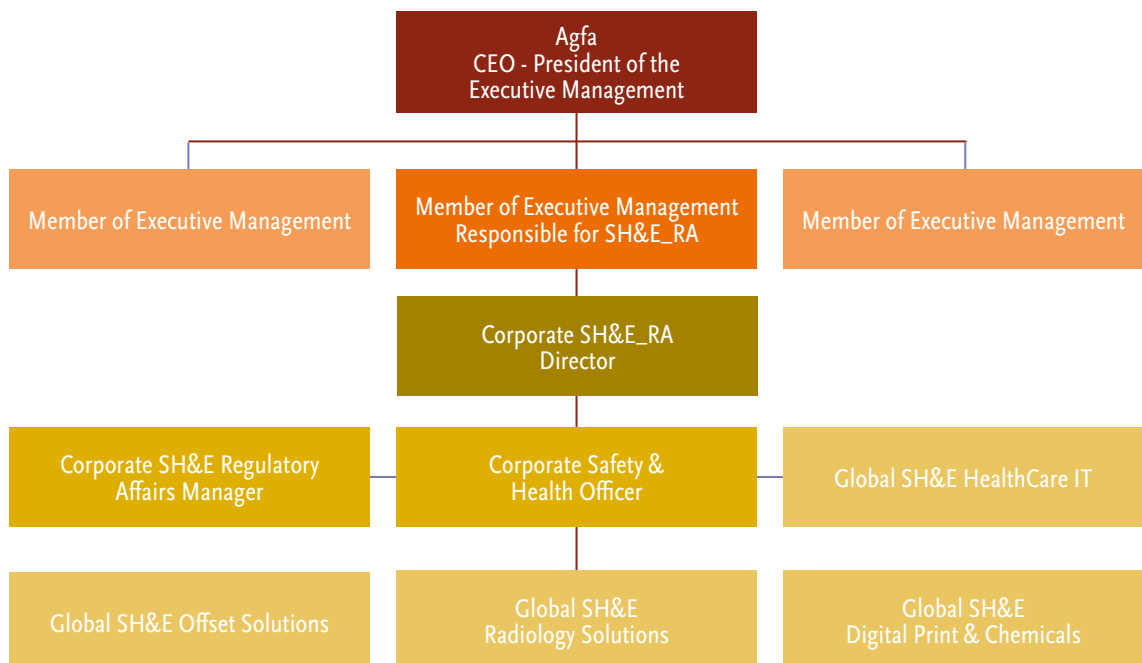 Agfa
CEO - President of the
Executive Management
Member of Executive Management
Member of Executive Management
Responsible for SH&E_RA
Member of Executive Management
Corporate SH&E_RA
Director
Corporate SH&E Regulatory
Affairs Manager
Corporate Safety &
Health Officer
Global SH&E HealthCare IT
Global SH&E Offset Solutions
Global SH&E
Radiology Solutions
Global SH&E
Digital Print & Chemicals